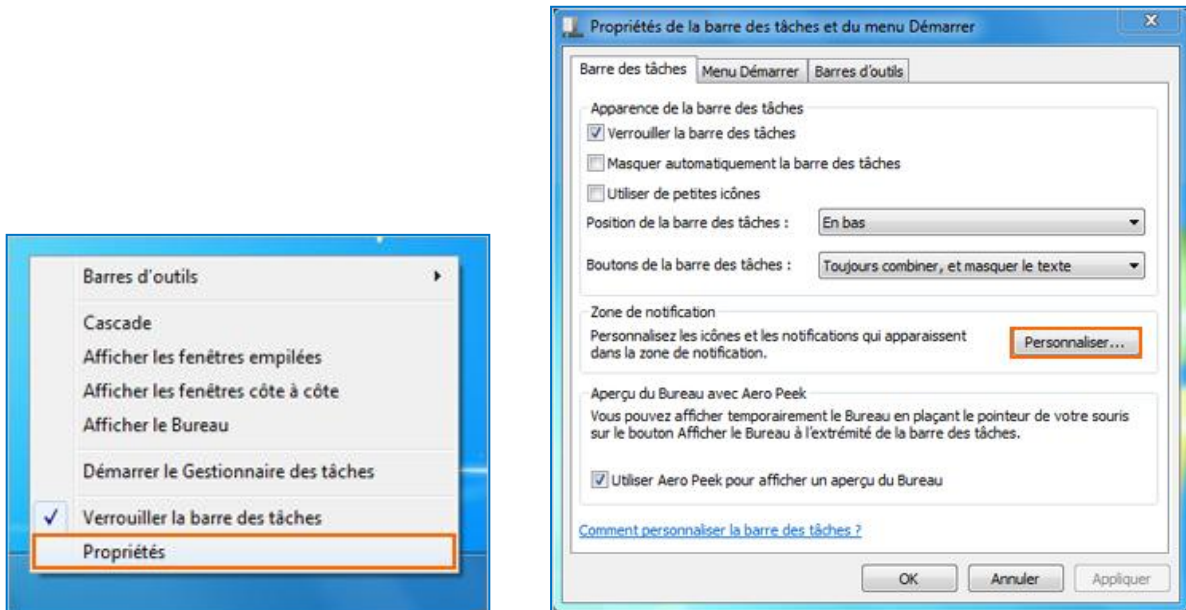 Barres d'outils
Cascade
Afficher les fenêtres empilées
Afficher les fenêtres côte à côte
Afficher le Bureau
Démarrer le Gestionnaire des tâches
Verrouiller la barre des tâches
Propriétés
Propriétés de la barre des tâches et du menu Démarrer
Barre des tâches Menu Démarrer Barres d'outils
Apparence de la barre des tâches
Verrouiller la barre des tâches
Masquer automatiquement la barre des tâches
Utiliser de petites icônes
Position de la barre des tâches : En bas
Boutons de la barre des tâches : Toujours combiner, et masquer le texte
Zone de notification
Personnalisez les icônes et les notifications qui apparaissent
dans la zone de notification.
Personnaliser...
Aperçu du Bureau avec Aero Peek
Vous pouvez afficher temporairement le Bureau en plaçant le pointeur de votre souris
sur le bouton Afficher le Bureau à l'extrémité de la barre des tâches.
Utiliser Aero Peek pour afficher un aperçu du Bureau
Comment personnaliser la barre des tâches ?
OK Annuler Appliquer